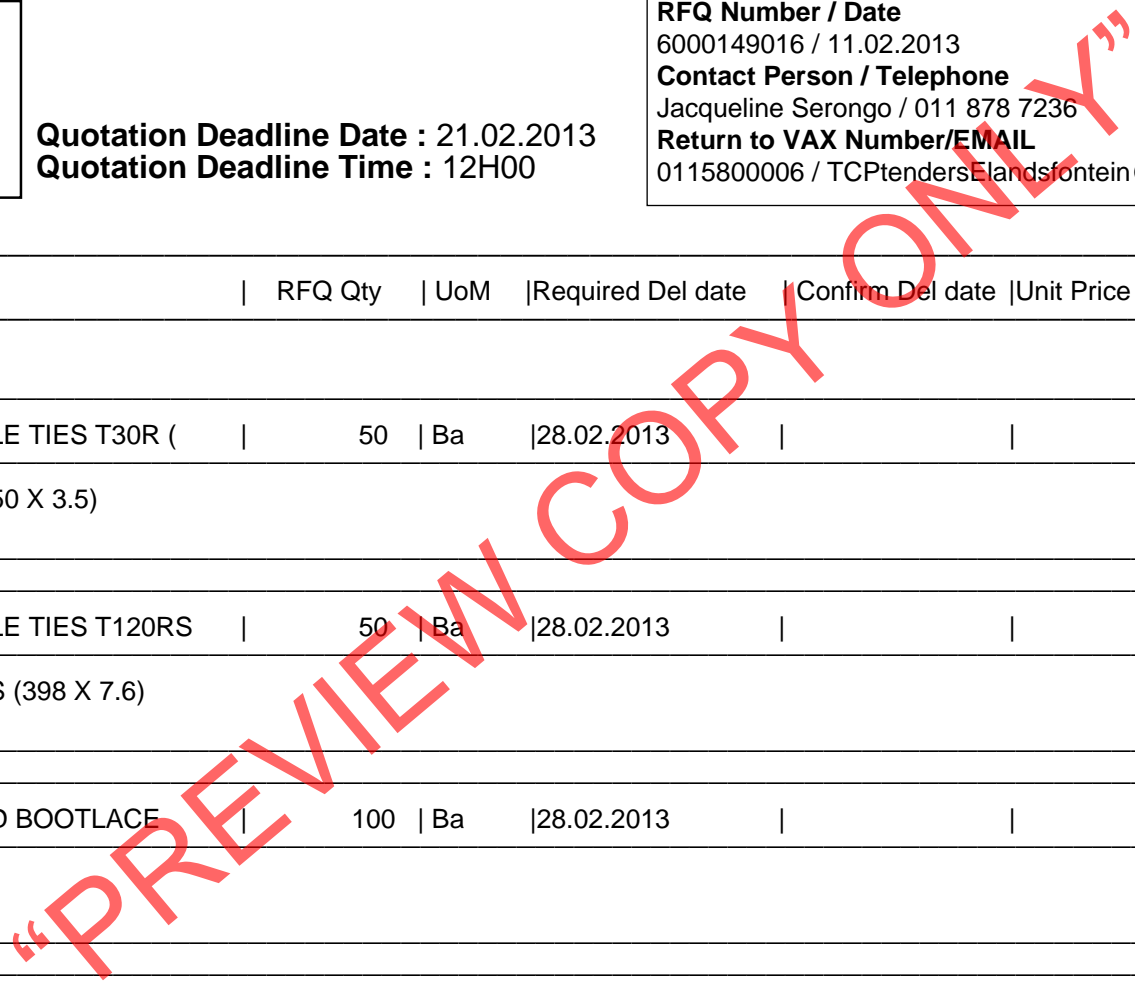 RFQ Number / Date
6000149016 / 11.02.2013
Contact Person / Telephone
Jacqueline Serongo / 011 878 7236
Return to VAX Number/EMAIL
0115800006 / TCPtendersElandsfontein
Quotation Deadline Date : 21.02.2013
Quotation Deadline Time : 12H00
| RFQ Qty | UoM |Required Del date | Confirm Del date |Unit Price
LE TIES T30R ( | 50 | Ba |28.02.2013 | |
50 X 3.5)
LE TIES T120RS | 50 | Ba |28.02.2013 | |
S (398 X 7.6)
D BOOTLACE | 100 | Ba |28.02.2013 | |
“PREVIEW COPY ONLY”